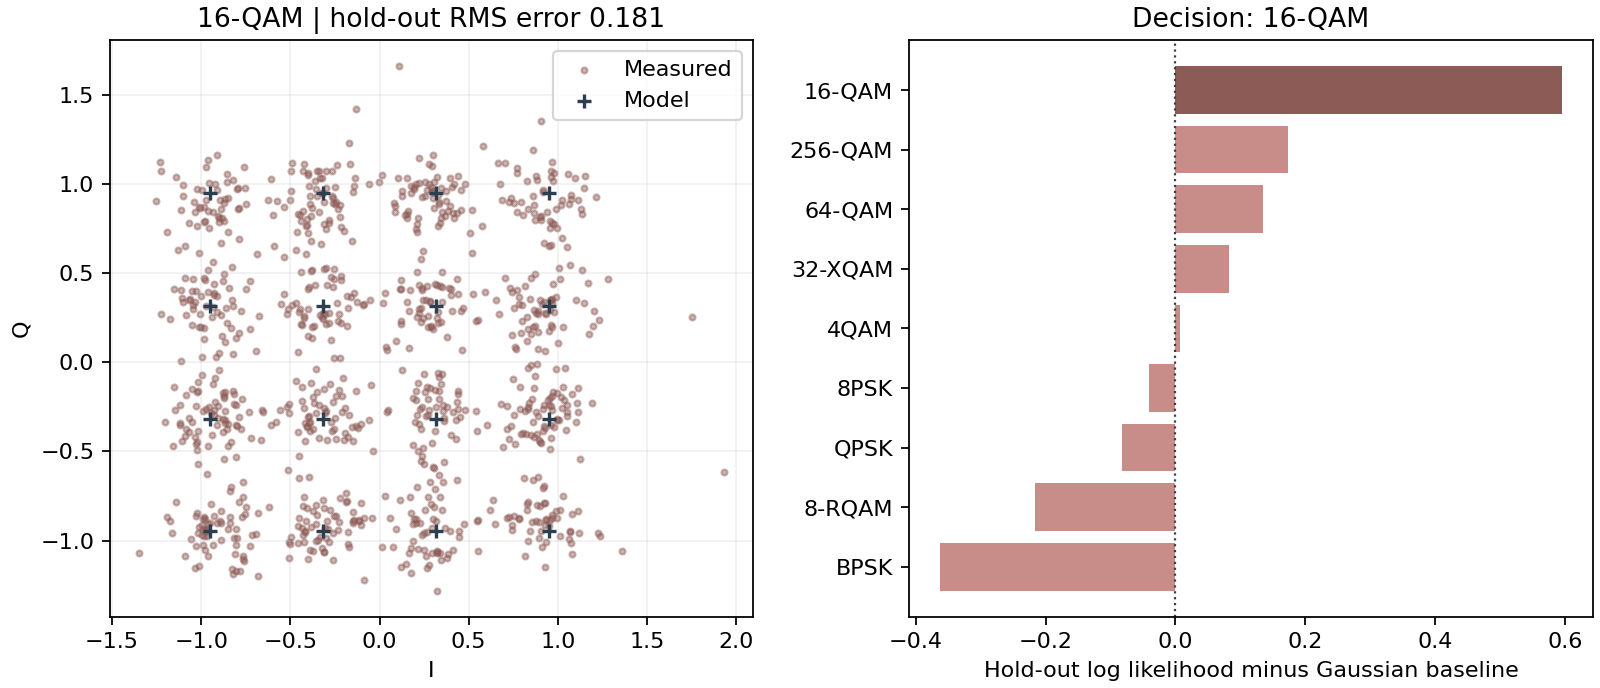 16-QAM | hold-out RMS error 0.181
Measured
Model
1.5
1.0
0.5
0.0
−0.5
−1.0
Q
−1.5
−1.0
−0.5
0.0
0.5
1.0
1.5
2.0
I
Decision: 16-QAM
16-QAM
256-QAM
64-QAM
32-XQAM
4QAM
8PSK
QPSK
8-RQAM
BPSK
−0.4
−0.2
0.0
0.2
0.4
0.6
Hold-out log likelihood minus Gaussian baseline